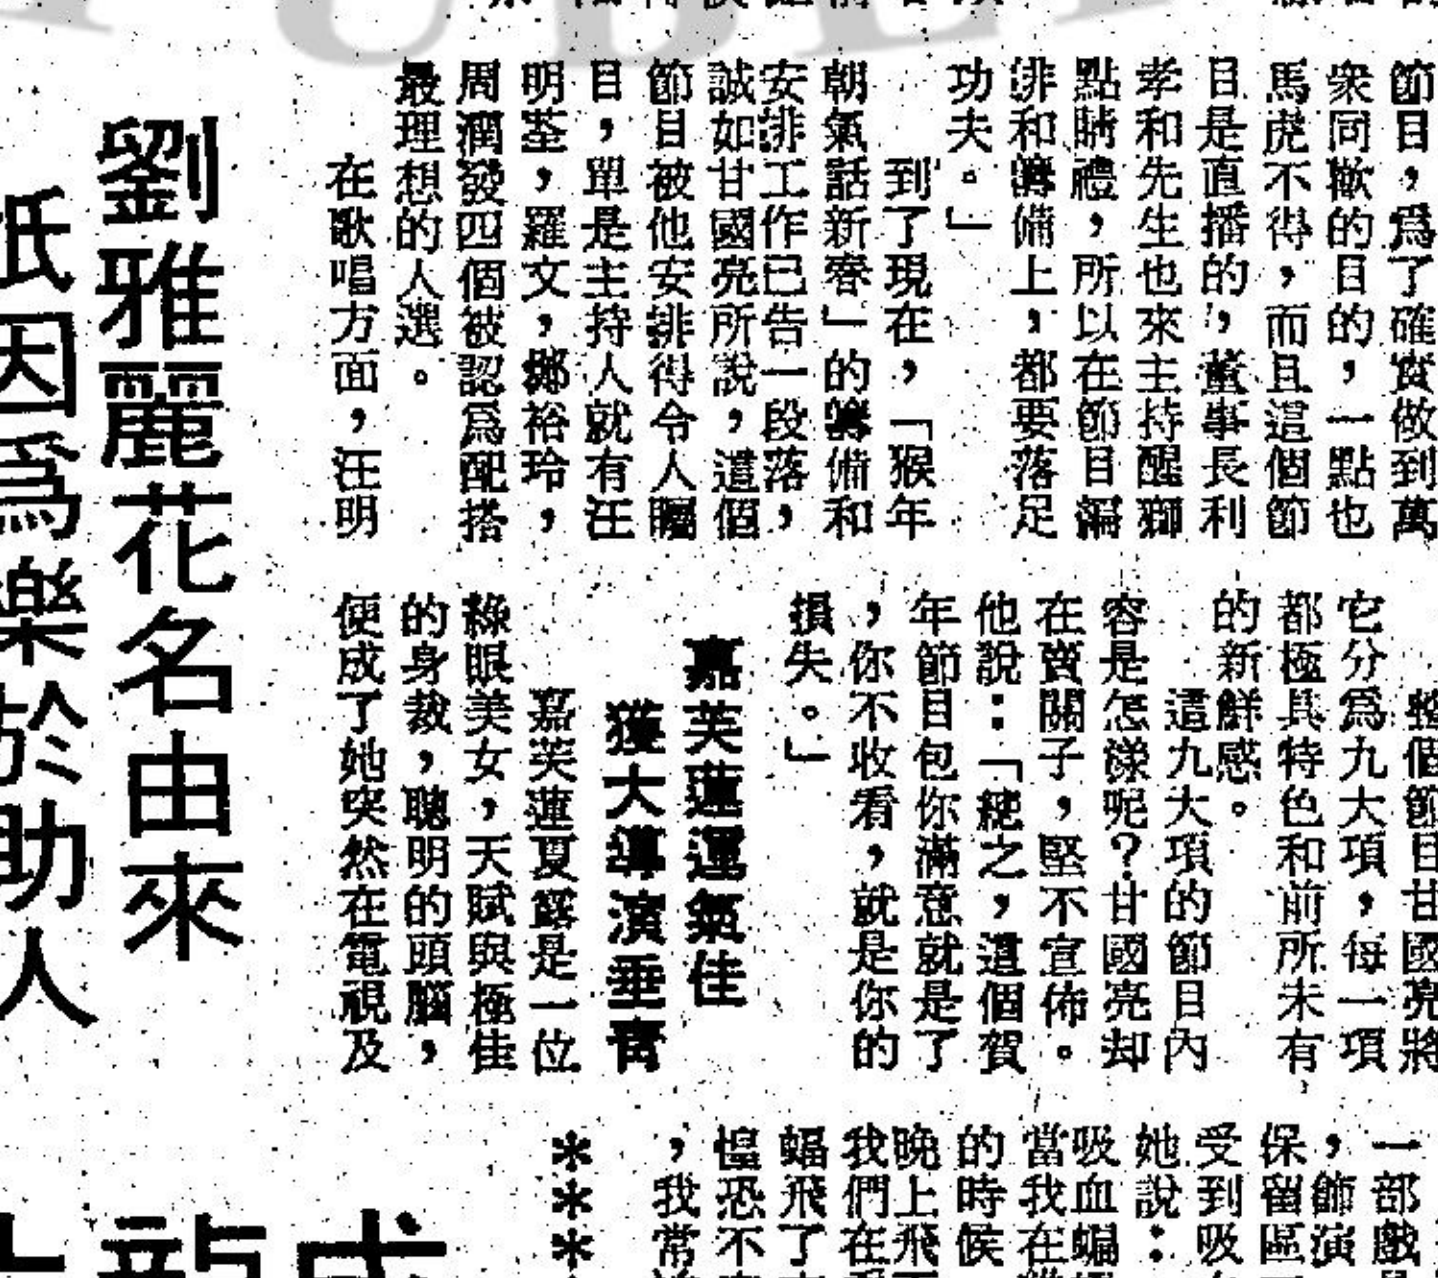 節目,爲了確實做到萬
衆同歡的目的,一點也
馬虎不得,而且這個節
目是直播的,董事長利
孝和先生也來主持醒獅
點睛禮,所以在節目編
排和籌備上,都要落足
功夫。」
到了現在,「猴年
朝氣話新春」的籌備和
安排工作已告一段落,
誠如甘國亮所說,這個
節目被他安排得令人矚
目,單是主持人就有汪
明荃,羅文,鄭裕玲,
周潤發四個被認爲配搭
最理想的人選。
在歌唱方面,汪明
整個節目甘國亮將
它分爲九大項,每一項
都極具特色和前所未有
的新鮮感。
這九大項的節目內
容是怎樣呢?甘國亮却
在賣關子,堅不宣佈。
他說:「總之,這個賀
年節目包你滿意就是了
,你不收看,就是你的
損失。」
嘉芙蓮運氣佳
獲大導演垂青
嘉芙蓮夏露是一位
綠眼美女,天賦與極佳
的身裁,聰明的頭腦,
便成了她突然在電視及
一部戲
,飾演
保留區
受到吸
她說:
吸血蝙
當我在
的時候
晚上飛
我們在
蝠飛了
惶恐不
,我常
***
劉雅麗花名由來
祇因爲樂於助人
成龍